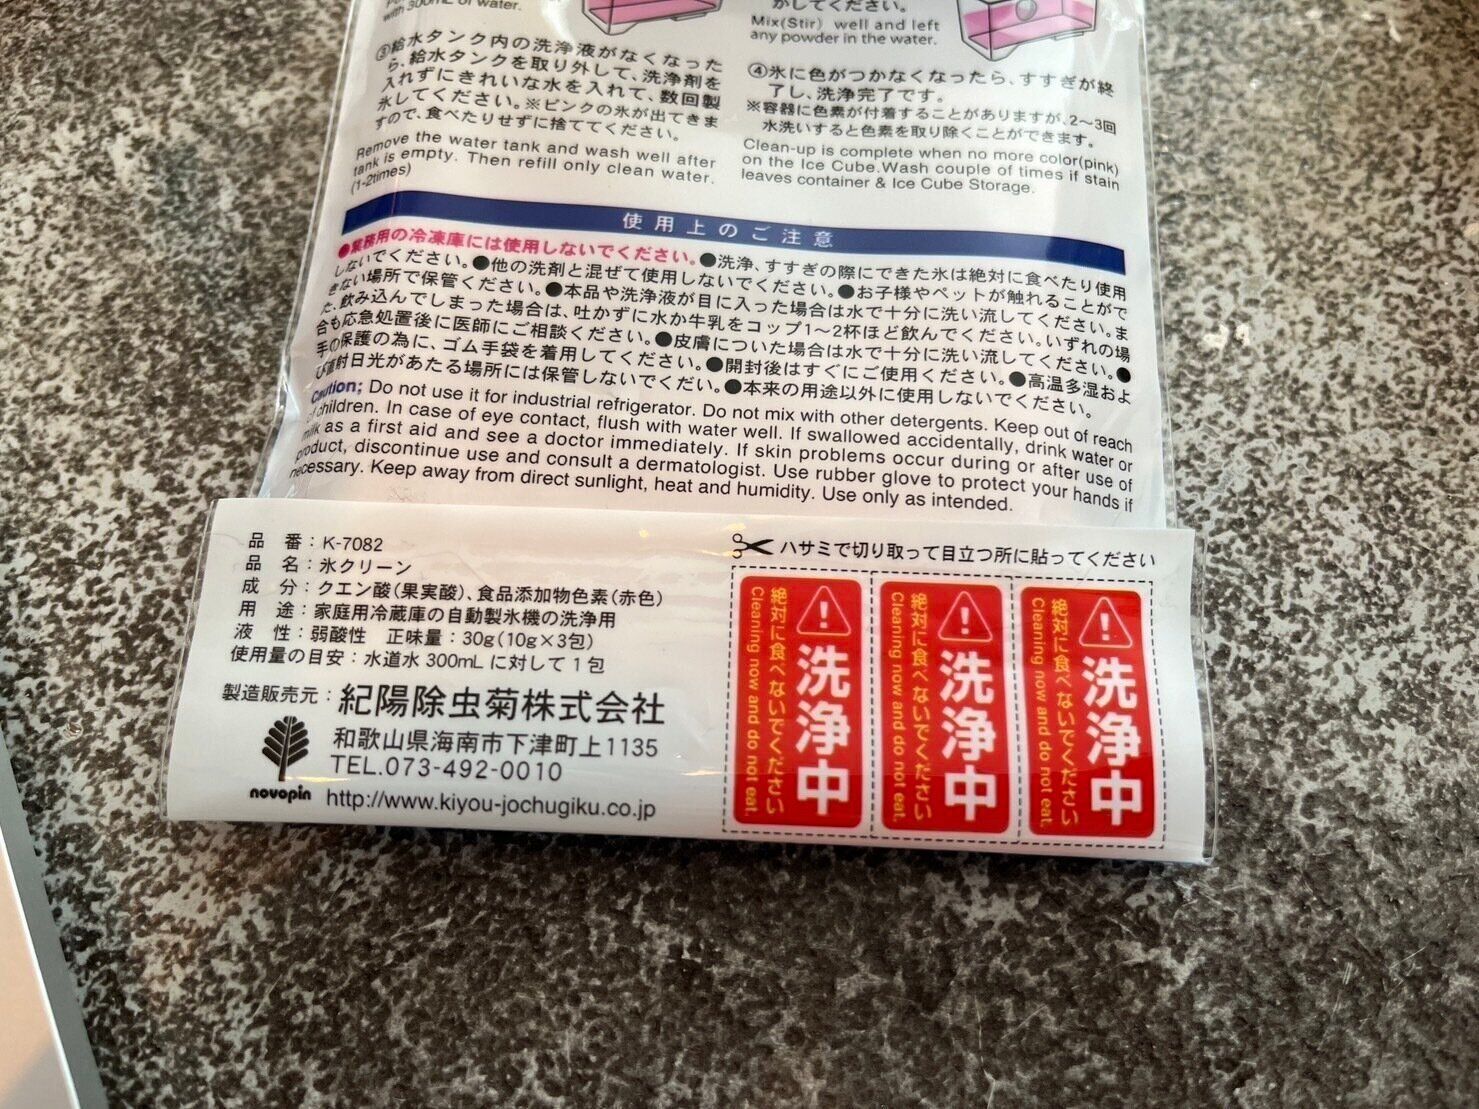 with 300mL of water.
かしてください。
Mix(Stir) well and left
any powder in the water.
③給水タンク内の洗浄液がなくなった
ら、給水タンクを取り外して、洗浄剤を
入れずにきれいな水を入れて、数回製
氷してください。※ピンクの氷が出てきま
すので、食べたりせずに捨ててください。
Remove the water tank and wash well after
tank is empty. Then refill only clean water.
(1-2times)
④氷に色がつかなくなったら、すすぎが終
了し、洗浄完了です。
※容器に色素が付着することがありますが、2〜3回
水洗いすると色素を取り除くことができます。
Clean-up is complete when no more color(pink)
on the Ice Cube.Wash couple of times if stain
leaves container & Ice Cube Storage.
使用上のご注意
●業務用の冷凍庫には使用しないでください。●洗浄、すすぎの際にできた氷は絶対に食べたり使用
しないでください。●他の洗剤と混ぜて使用しないでください。●お子様やペットが触れることがで
きない場所で保管ください。●本品や洗浄液が目に入った場合は水で十分に洗い流してください。ま
た、飲み込んでしまった場合は、吐かずに水か牛乳をコップ1〜2杯ほど飲んでください。いずれの場
合も応急処置後に医師にご相談ください。●皮膚についた場合は水で十分に洗い流してください。●
手の保護の為に、ゴム手袋を着用してください。●開封後はすぐにご使用ください。●高温多湿およ
び直射日光があたる場所には保管しないでくだい。●本来の用途以外に使用しないでください。
Caution; Do not use it for industrial refrigerator. Do not mix with other detergents. Keep out of reach
of children. In case of eye contact, flush with water well. If swallowed accidentally, drink water or
milk as a first aid and see a doctor immediately. If skin problems occur during or after use of
product, discontinue use and consult a dermatologist. Use rubber glove to protect your hands if
necessary. Keep away from direct sunlight, heat and humidity. Use only as intended.
品 番：K-7082
品 名：氷クリーン
成 分：クエン酸（果実酸）、食品添加物色素（赤色）
用 途：家庭用冷蔵庫の自動製氷機の洗浄用
液 性：弱酸性 正味量：30g（10g×3包）
使用量の目安：水道水 300mL に対して 1 包
製造販売元：紀陽除虫菊株式会社
和歌山県海南市下津町上1135
TEL.073-492-0010
novopin http://www.kiyou-jochugiku.co.jp
ハサミで切り取って目立つ所に貼ってください
洗浄中
絶対に食べないでください
Cleaning now and do not eat.
洗浄中
絶対に食べないでください
Cleaning now and do not eat.
洗浄中
絶対に食べないでください
Cleaning now and do not eat.